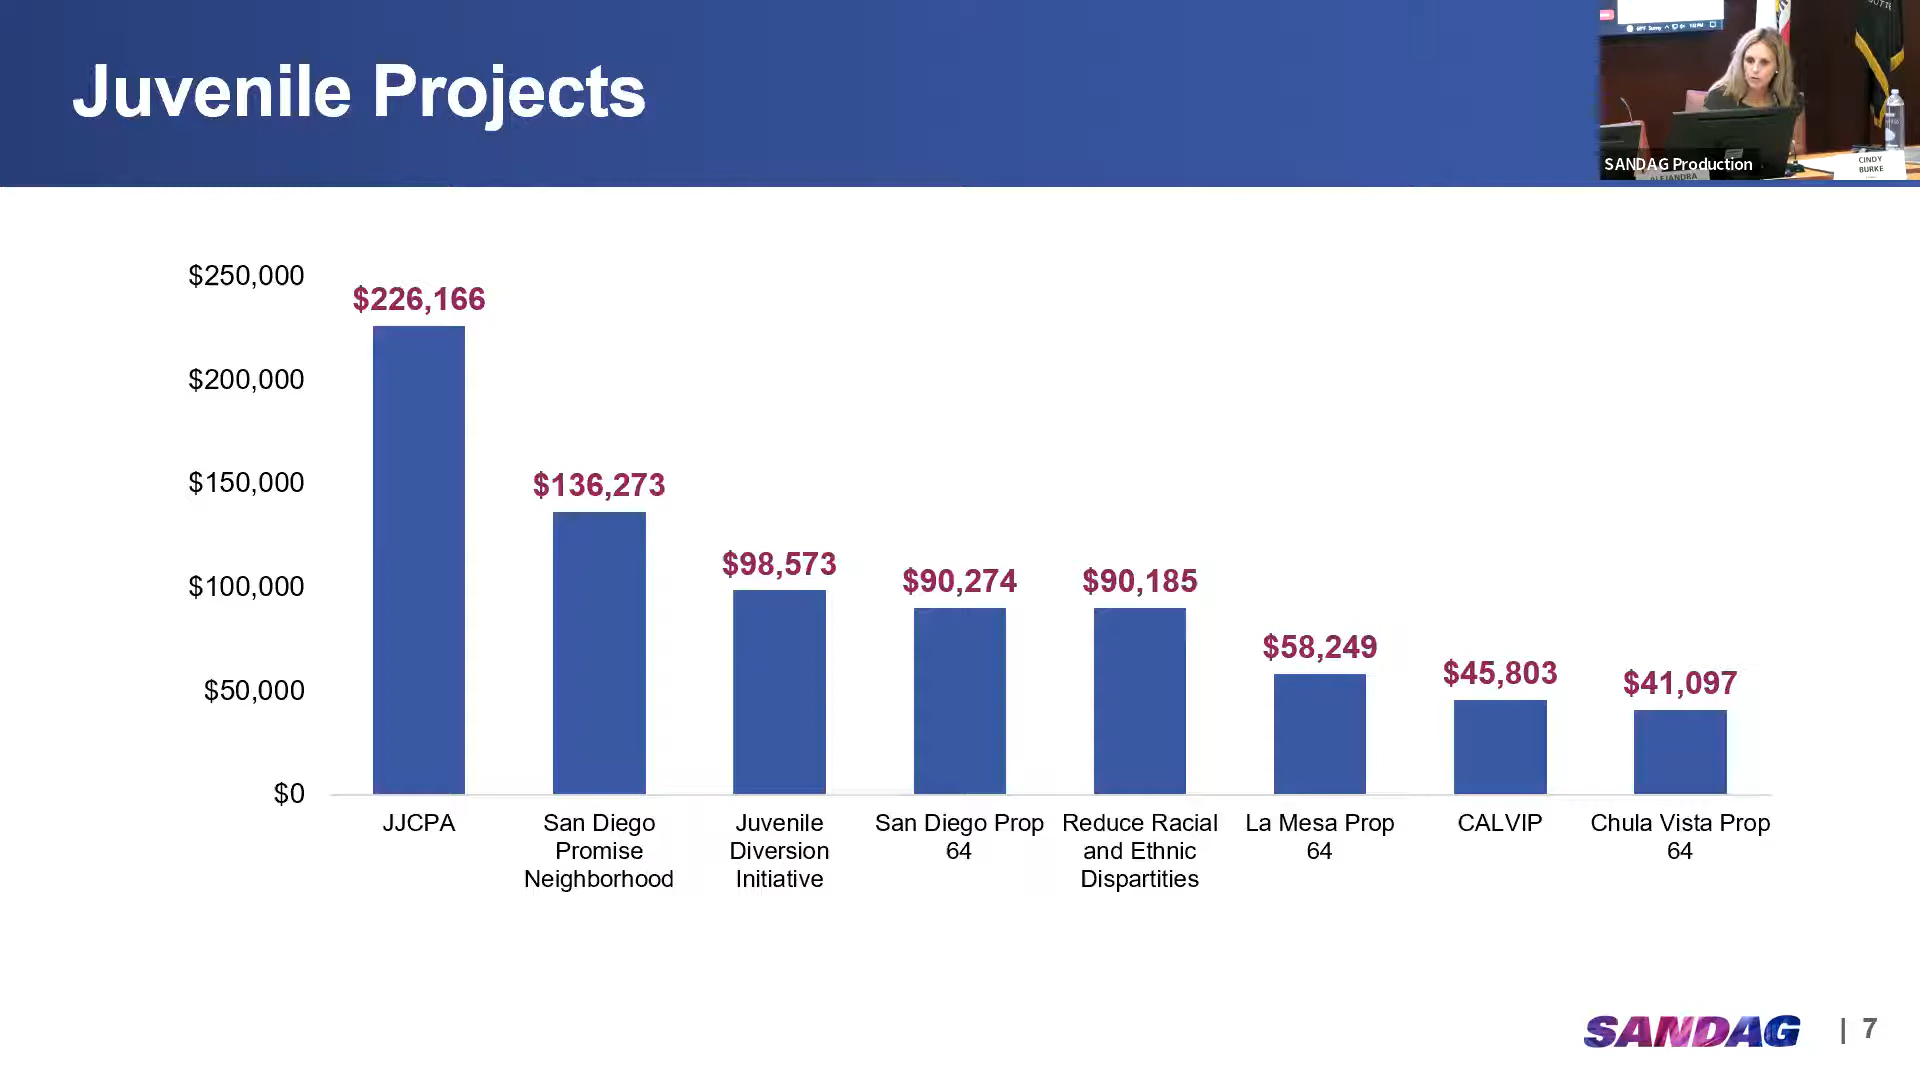 Juvenile Projects
SANDAG Production
CINDY
BURKE
$250,000
$200,000
$150,000
$100,000
$50,000
$0
$226,166
$136,273
$98,573
$90,274
$90,185
$58,249
$45,803
$41,097
JJCPA
San Diego
Promise
Neighborhood
Juvenile
Diversion
Initiative
San Diego Prop
64
Reduce Racial
and Ethnic
Dispartities
La Mesa Prop
64
CALVIP
Chula Vista Prop
64
SANDAG
| 7